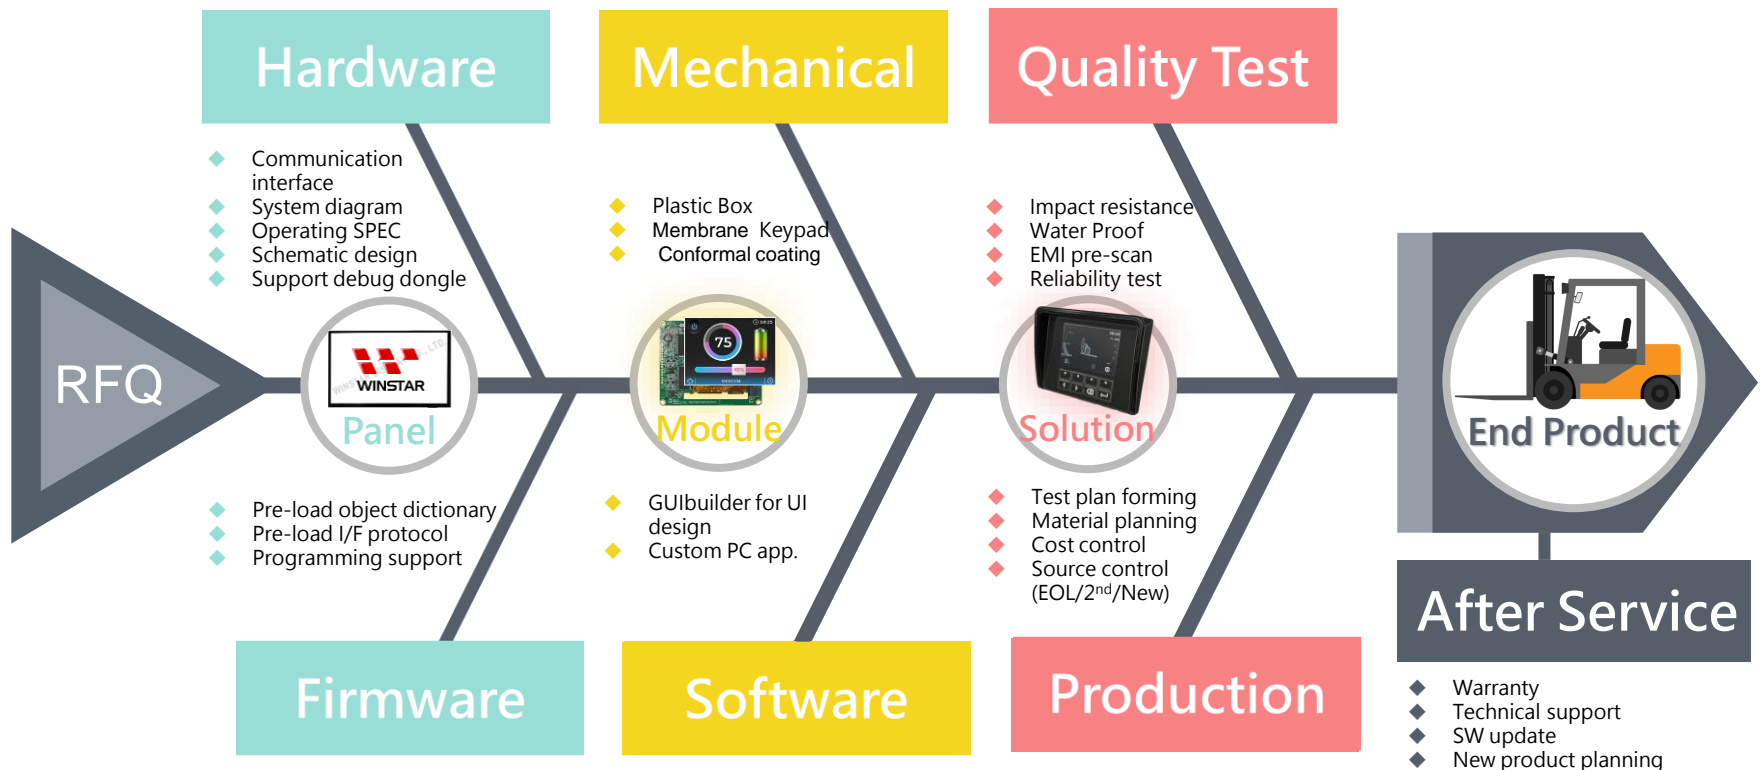 Hardware
Mechanical
Quality Test
Communication
interface
System diagram
Operating SPEC
Schematic design
Support debug dongle
Plastic Box
Membrane Keypad
Conformal coating
Impact resistance
Water Proof
EMI pre-scan
Reliability test
RFQ
WINSTAR
Panel
75
Module
Solution
End Product
Pre-load object dictionary
Pre-load I/F protocol
Programming support
GUIbuilder for UI
design
Custom PC app.
Test plan forming
Material planning
Cost control
Source control
(EOL/2nd/New)
Firmware
Software
Production
After Service
Warranty
Technical support
SW update
New product planning